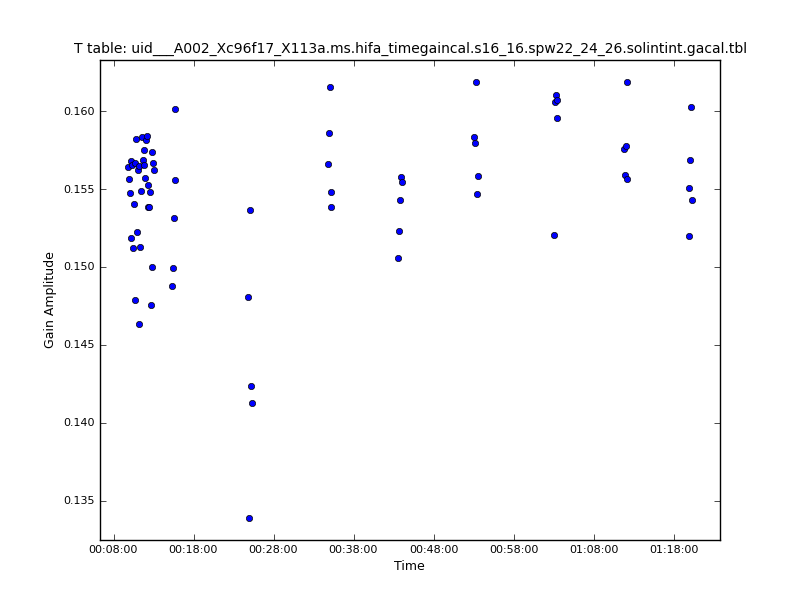 T table: uid___A002_Xc96f17_X113a.ms.hifa_timegaincal.s16_16.spw22_24_26.solintint.gacal.tbl
0.160
0.155
0.150
0.145
0.140
0.135
Gain Amplitude
00:08:00 00:18:00 00:28:00 00:38:00 00:48:00 00:58:00 01:08:00 01:18:00
Time